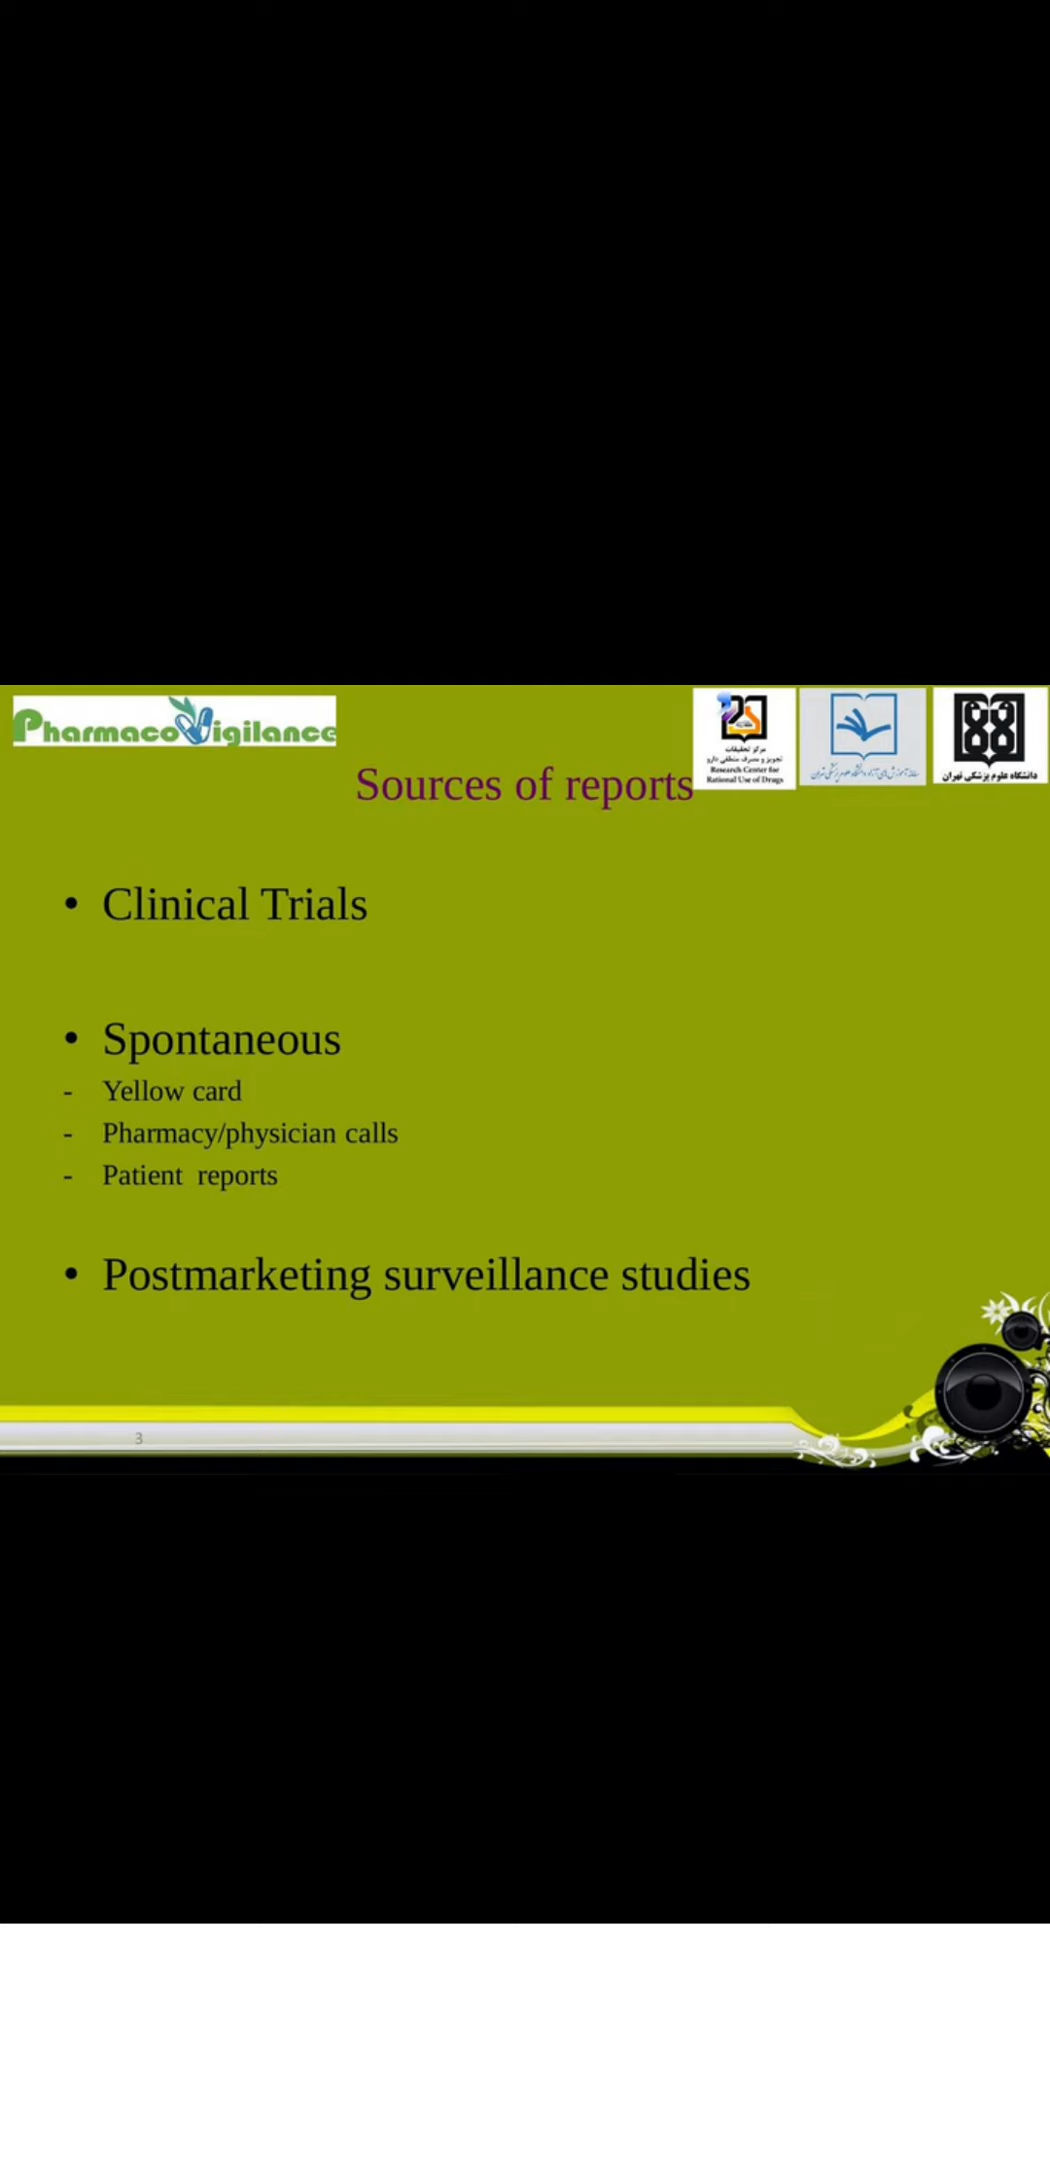 PharmacoVigilance
مرکز تحقیقات
تجویز و مصرف منطقی دارو
Research Center for
Rational Use of Drugs
دانشگاه علوم پزشکی تهران
Sources of reports
• Clinical Trials
• Spontaneous
- Yellow card
- Pharmacy/physician calls
- Patient reports
• Postmarketing surveillance studies
3